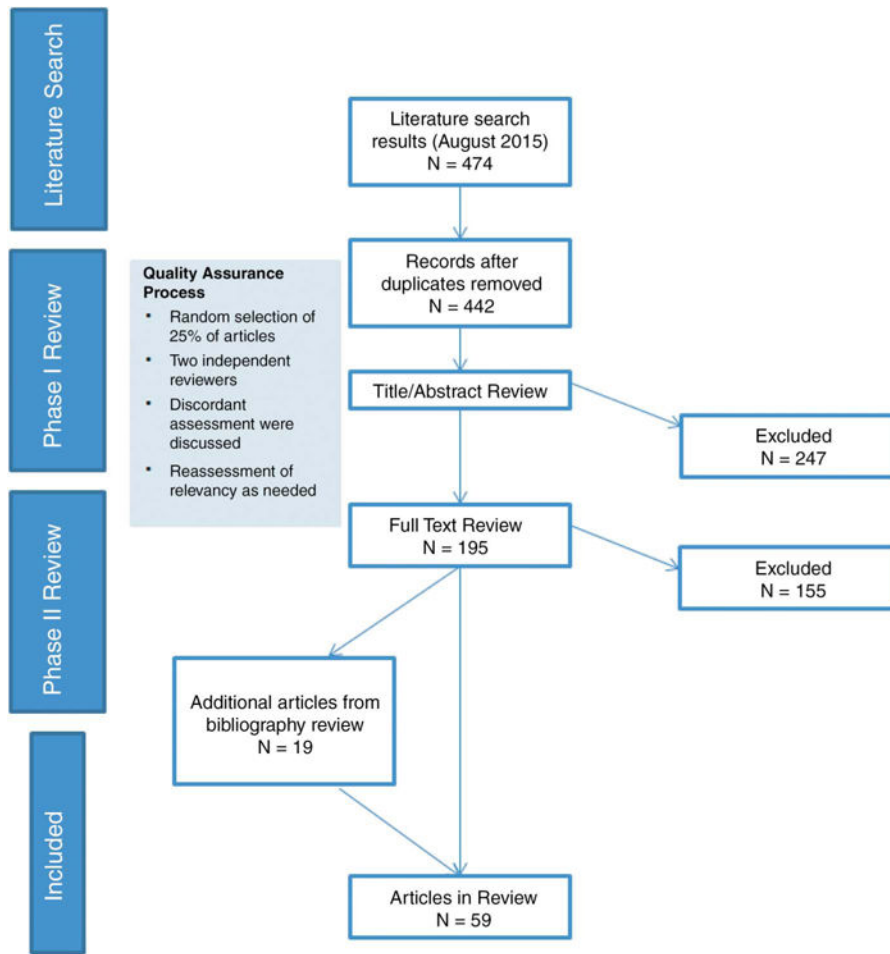 Literature Search
Literature search
results (August 2015)
N = 474
Phase I Review
Records after
duplicates removed
N = 442
Quality Assurance
Process
▪ Random selection of
25% of articles
▪ Two independent
reviewers
▪ Discordant
assessment were
discussed
▪ Reassessment of
relevancy as needed
Title/Abstract Review
Excluded
N = 247
Phase II Review
Full Text Review
N = 195
Excluded
N = 155
Additional articles from
bibliography review
N = 19
Included
Articles in Review
N = 59